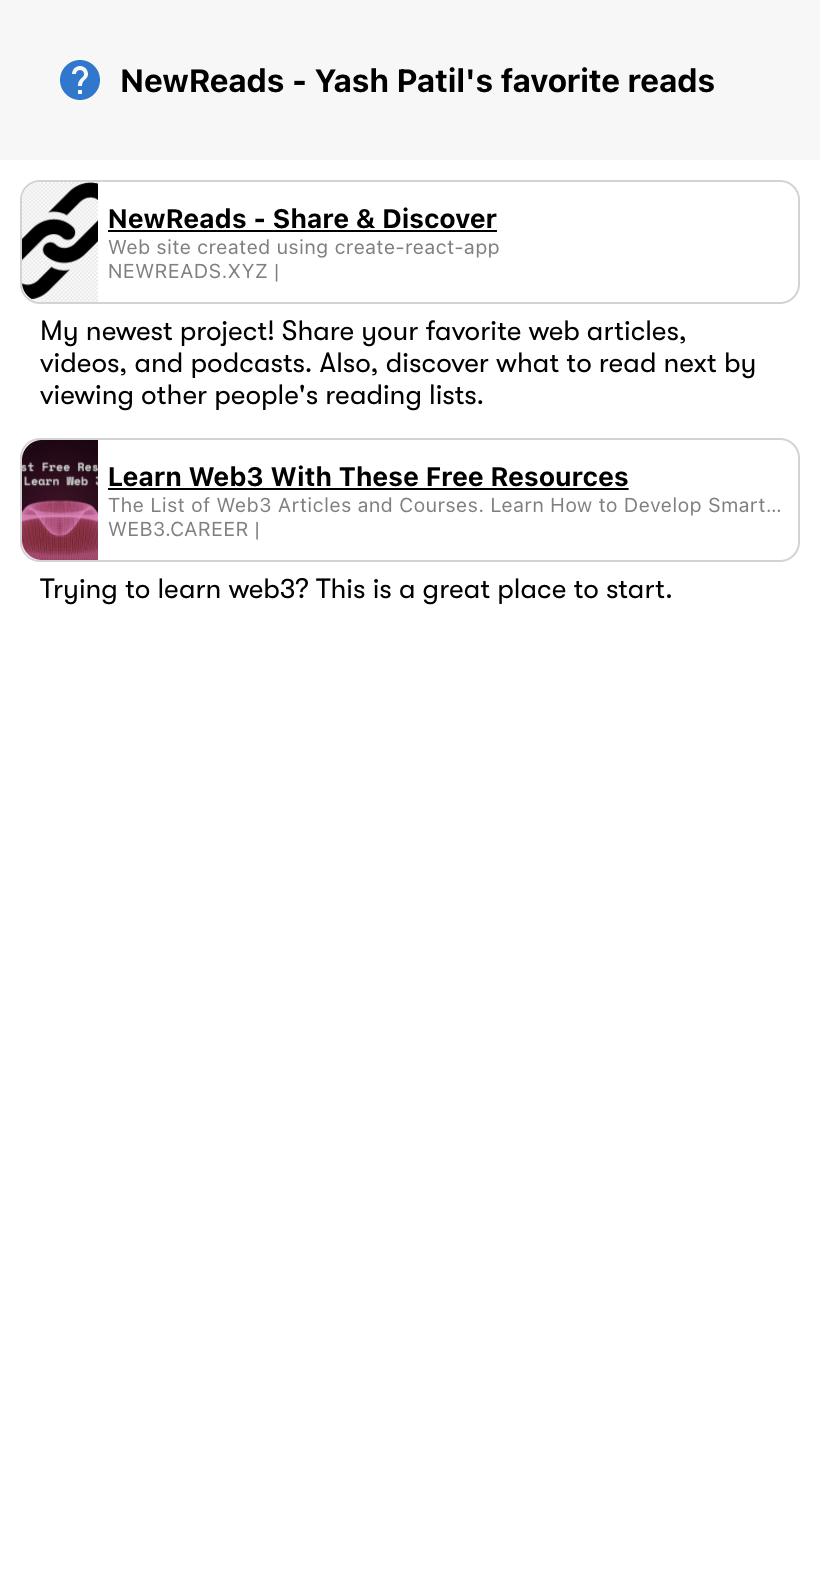 NewReads - Yash Patil's favorite reads
NewReads - Share & Discover
Web site created using create-react-app
NEWREADS.XYZ |
My newest project! Share your favorite web articles,
videos, and podcasts. Also, discover what to read next by
viewing other people's reading lists.
st Free Res
Learn Web 3
Learn Web3 With These Free Resources
The List of Web3 Articles and Courses. Learn How to Develop Smart...
WEB3.CAREER |
Trying to learn web3? This is a great place to start.